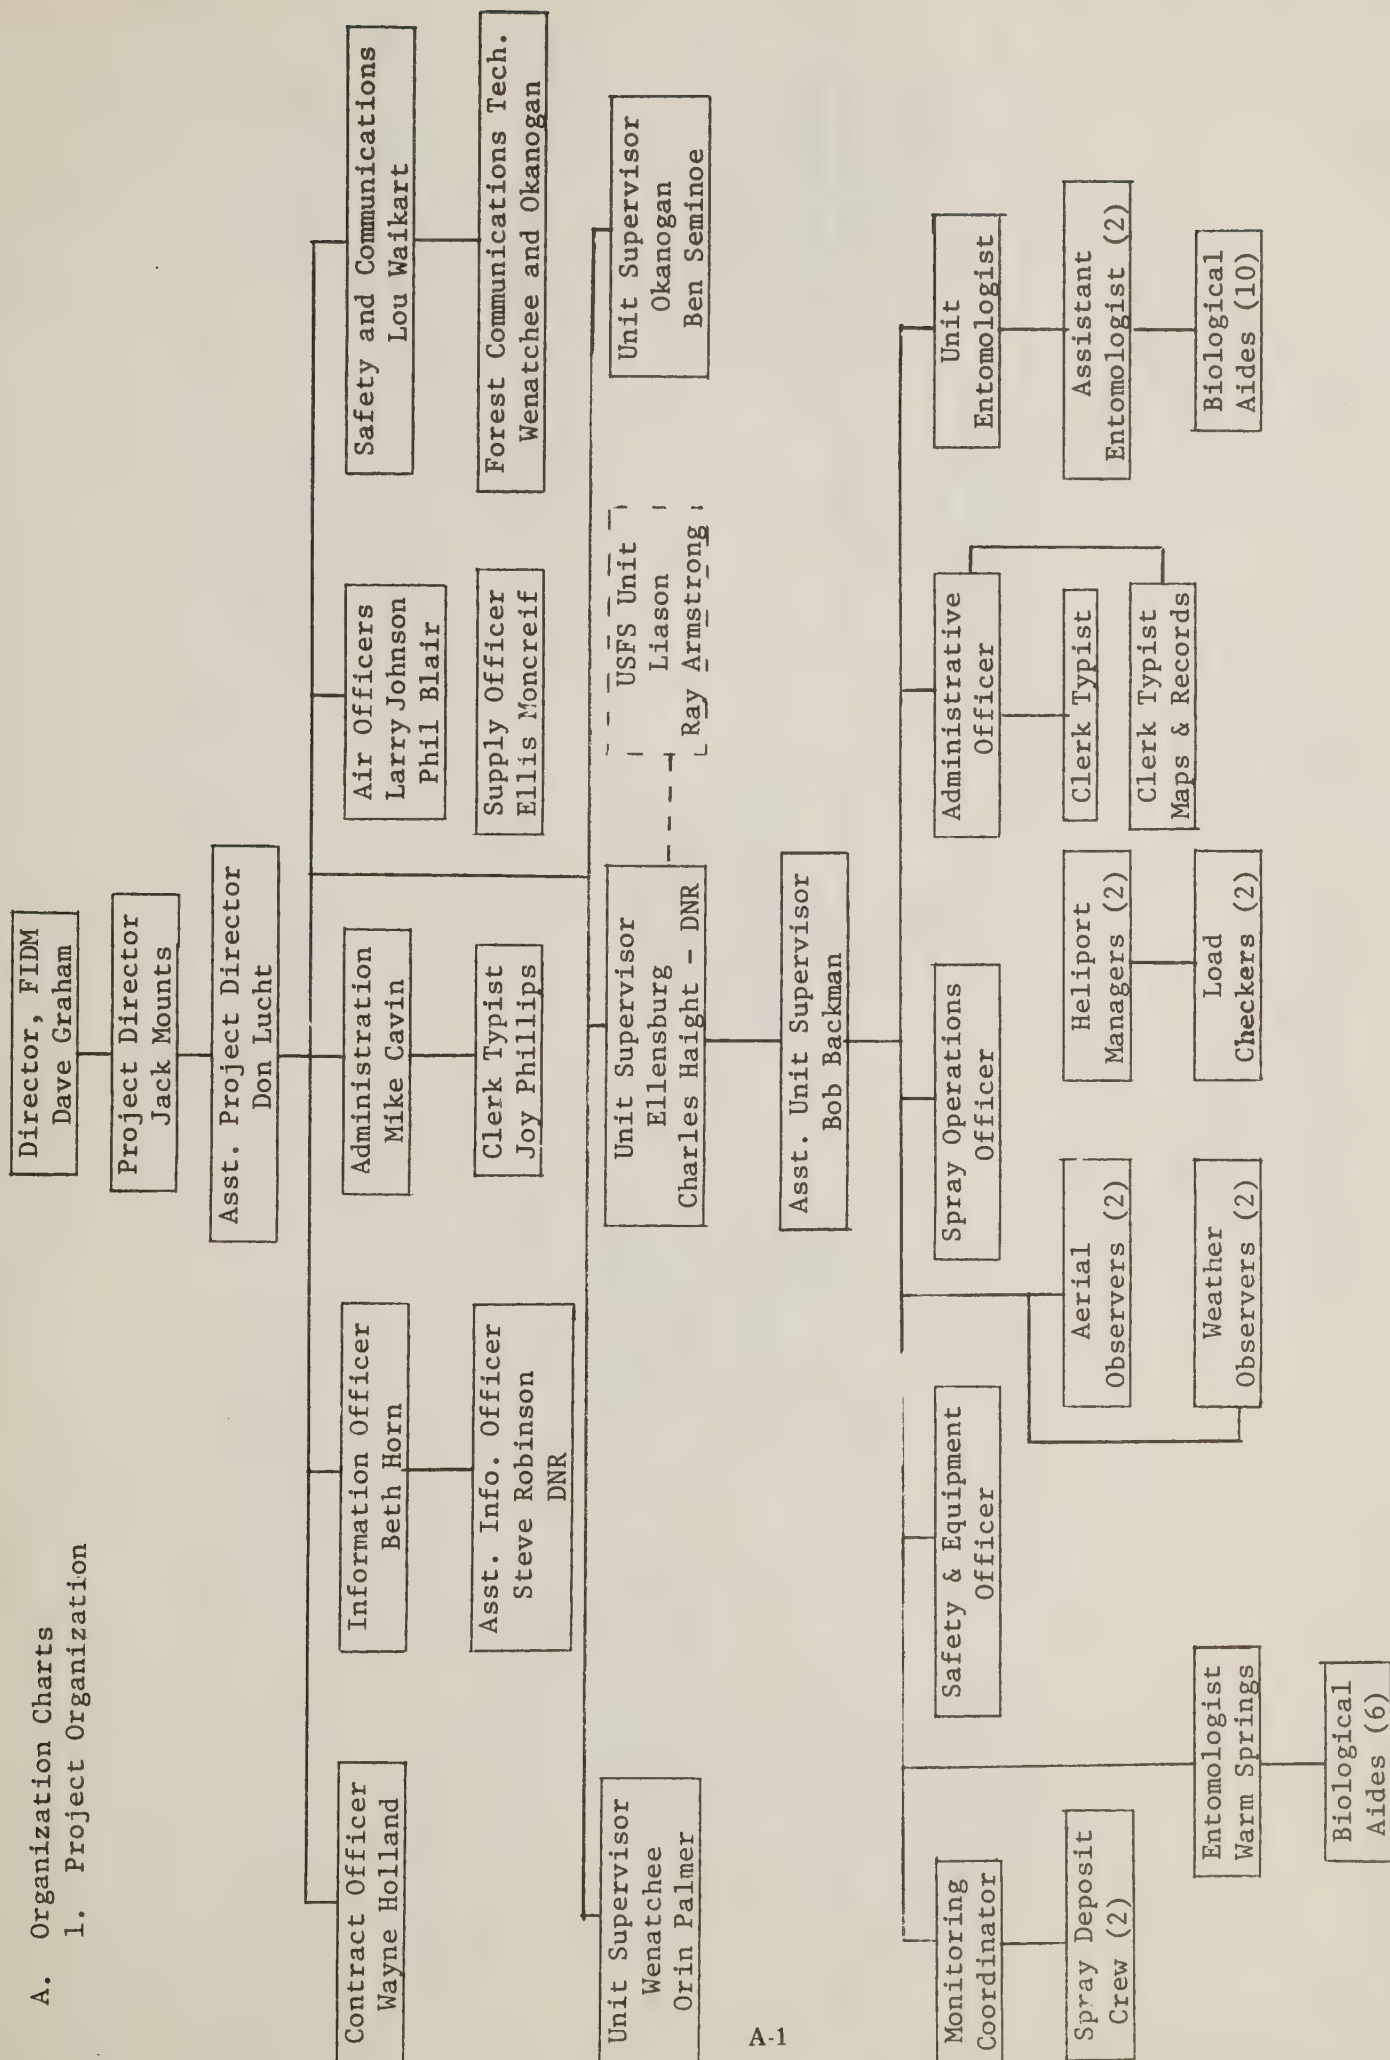 A. Organization Charts
1. Project Organization
Director, FIDM
Dave Graham
Project Director
Jack Mounts
Asst. Project Director
Don Lucht
Contract Officer
Wayne Holland
Information Officer
Beth Horn
Administration
Mike Cavin
Air Officers
Larry Johnson
Phil Blair
Safety and Communications
Lou Waikart
Asst. Info. Officer
Steve Robinson
DNR
Clerk Typist
Joy Phillips
Supply Officer
Ellis Moncreif
Forest Communications Tech.
Wenatchee and Okanogan
Unit Supervisor
Wenatchee
Orin Palmer
Unit Supervisor
Ellensburg
Charles Haight - DNR
USFS Unit
Liason
Ray Armstrong
Unit Supervisor
Okanogan
Ben Seminoe
Asst. Unit Supervisor
Bob Backman
Monitoring
Coordinator
Safety & Equipment
Officer
Spray Operations
Officer
Administrative
Officer
Unit
Entomologist
Spray Deposit
Crew (2)
Aerial
Observers (2)
Heliport
Managers (2)
Clerk Typist
Assistant
Entomologist (2)
Clerk Typist
Maps & Records
Entomologist
Warm Springs
Weather
Observers (2)
Load
Checkers (2)
Biological
Aides (10)
Biological
Aides (6)
A-1